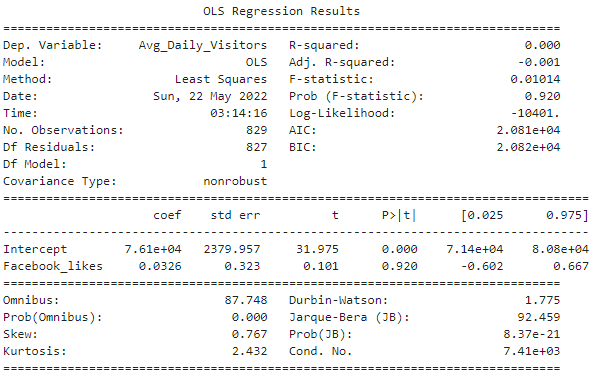 OLS Regression Results
==============================================================================
Dep. Variable: Avg_Daily_Visitors R-squared: 0.000
Model: OLS Adj. R-squared: -0.001
Method: Least Squares F-statistic: 0.01014
Date: Sun, 22 May 2022 Prob (F-statistic): 0.920
Time: 03:14:16 Log-Likelihood: -10401.
No. Observations: 829 AIC: 2.081e+04
Df Residuals: 827 BIC: 2.082e+04
Df Model: 1
Covariance Type: nonrobust
==================================================================================
coef std err t P>|t| [0.025 0.975]
----------------------------------------------------------------------------------
Intercept 7.61e+04 2379.957 31.975 0.000 7.14e+04 8.08e+04
Facebook_likes 0.0326 0.323 0.101 0.920 -0.602 0.667
==============================================================================
Omnibus: 87.748 Durbin-Watson: 1.775
Prob(Omnibus): 0.000 Jarque-Bera (JB): 92.459
Skew: 0.767 Prob(JB): 8.37e-21
Kurtosis: 2.432 Cond. No. 7.41e+03
==============================================================================